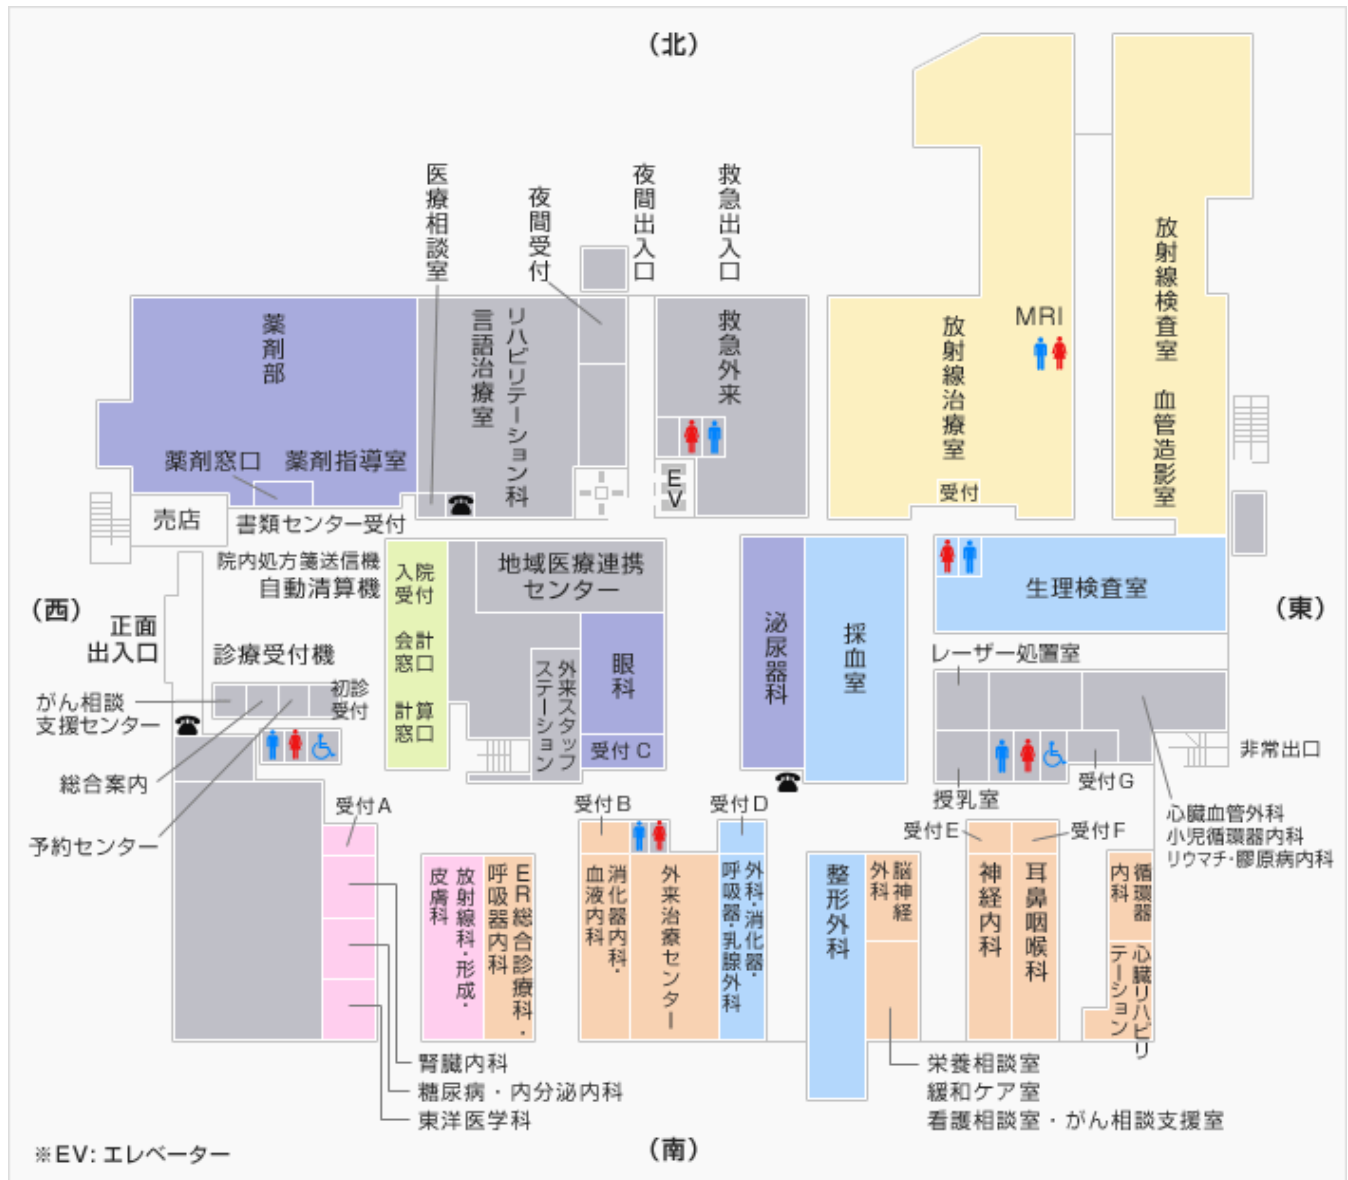 （北）
医療相談室
夜間受付
夜間出入口
救急出入口
薬剤部
言語治療室
リハビリテーション科
救急外来
放射線治療室
MRI
放射線検査室 血管造影室
薬剤窓口
薬剤指導室
EV
受付
売店
書類センター受付
院内処方箋送信機
自動清算機
入院
受付
地域医療連携
センター
生理検査室
（西）
（東）
正面
出入口
会計
窓口
泌尿器科
採血室
診療受付機
眼科
レーザー処置室
外来スタッフ
ステーション
がん相談
支援センター
初診
受付
計算
窓口
受付 C
非常出口
総合案内
受付G
授乳室
受付A
受付B
受付D
心臓血管外科
小児循環器内科
リウマチ・膠原病内科
予約センター
受付E
受付F
放射線科・形成・
皮膚科
ER総合診療科・
呼吸器内科
消化器内科・
血液内科
外来治療センター
外科・消化器・
呼吸器・乳腺外科
整形外科
脳神経
外科
神経内科
耳鼻咽喉科
循環器
内科
心臓リハビリ
テーション
腎臓内科
糖尿病・内分泌内科
東洋医学科
栄養相談室
緩和ケア室
看護相談室・がん相談支援室
（南）
※EV: エレベーター